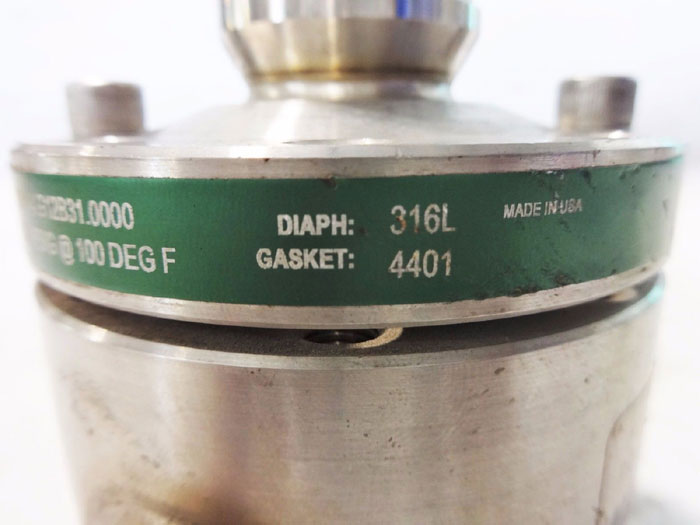 @ 100 DEG F
DIAPH: 316L
GASKET: 4401
MADE IN USA